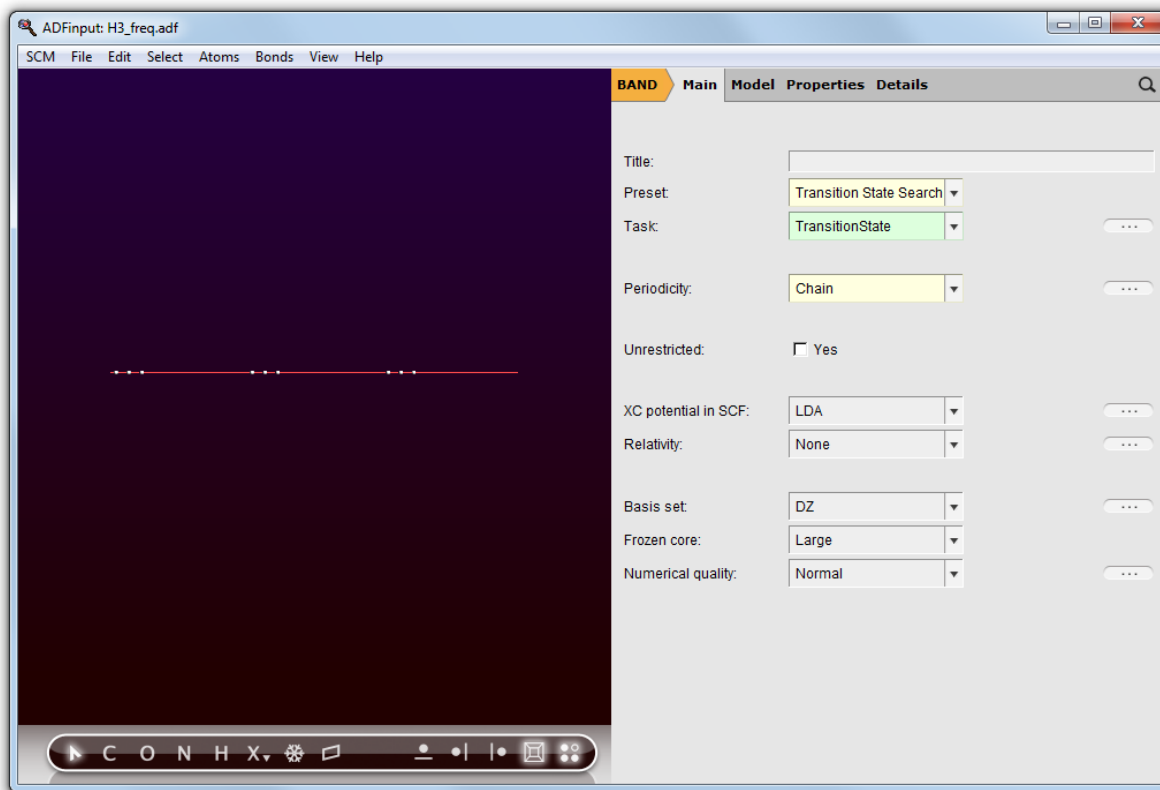 ADFinput: H3_freq.adf
SCM File Edit Select Atoms Bonds View Help
BAND Main Model Properties Details
Title:
Preset: Transition State Search
Task: TransitionState
Periodicity: Chain
Unrestricted: Yes
XC potential in SCF: LDA
Relativity: None
Basis set: DZ
Frozen core: Large
Numerical quality: Normal
C O N H X